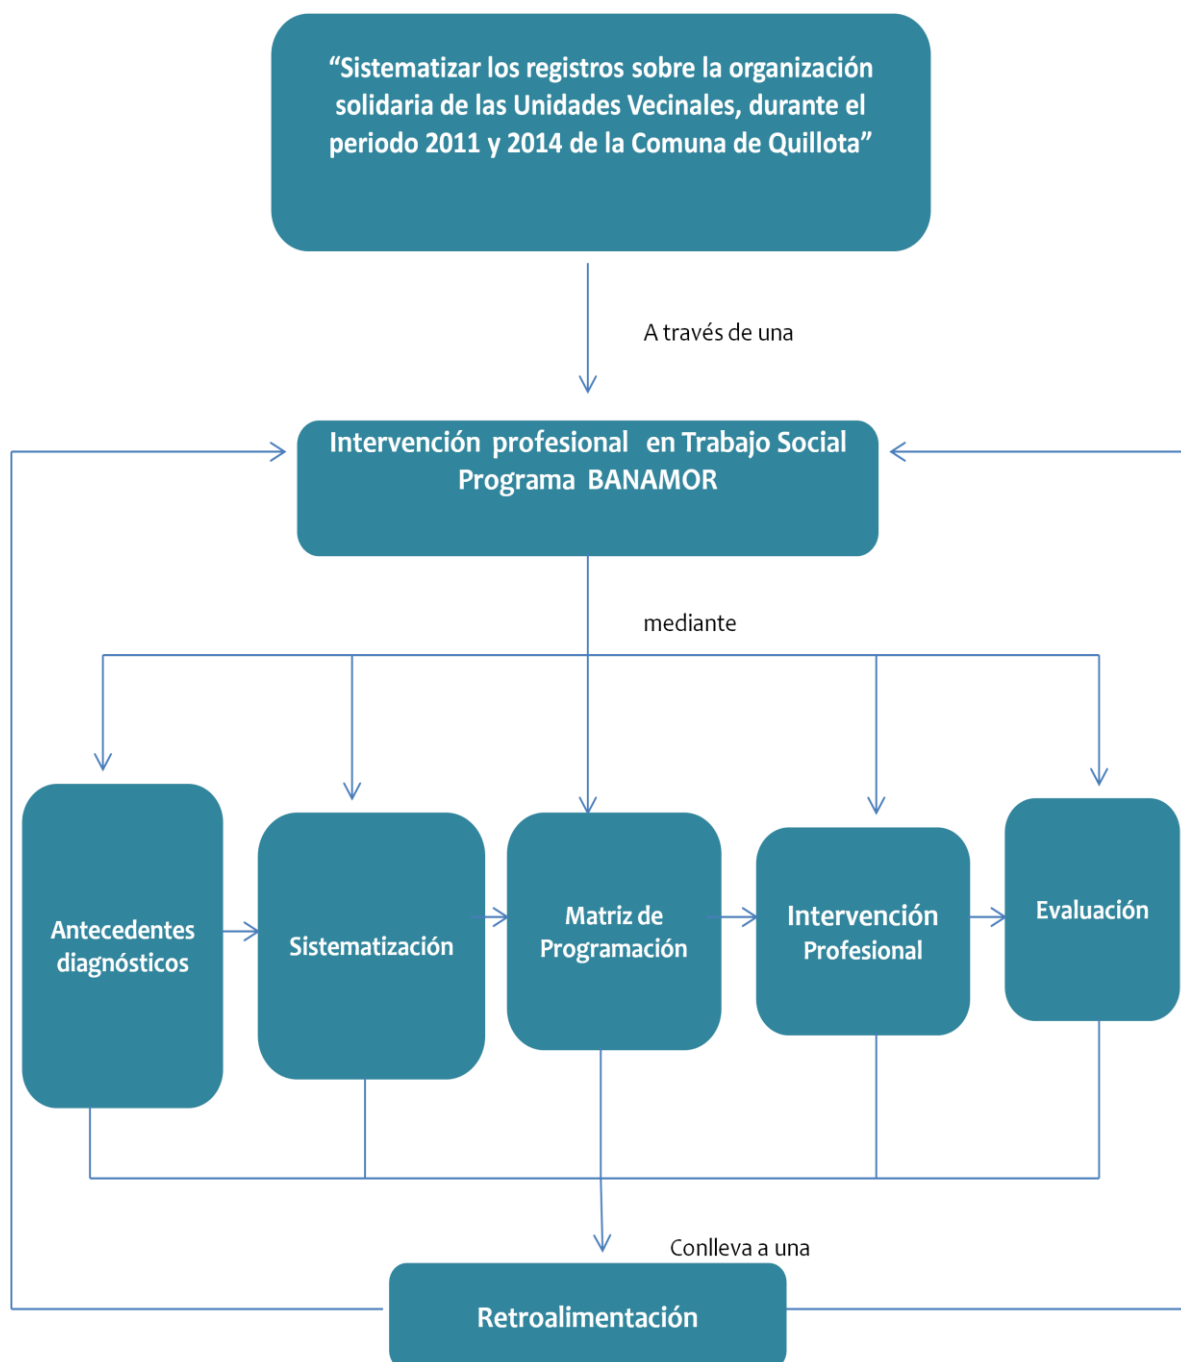 “Sistematizar los registros sobre la organización
solidaria de las Unidades Vecinales, durante el
periodo 2011 y 2014 de la Comuna de Quillota”
A través de una
Intervención profesional en Trabajo Social
Programa BANAMOR
mediante
Antecedentes
diagnósticos
Sistematización
Matriz de
Programación
Intervención
Profesional
Evaluación
Conlleva a una
Retroalimentación